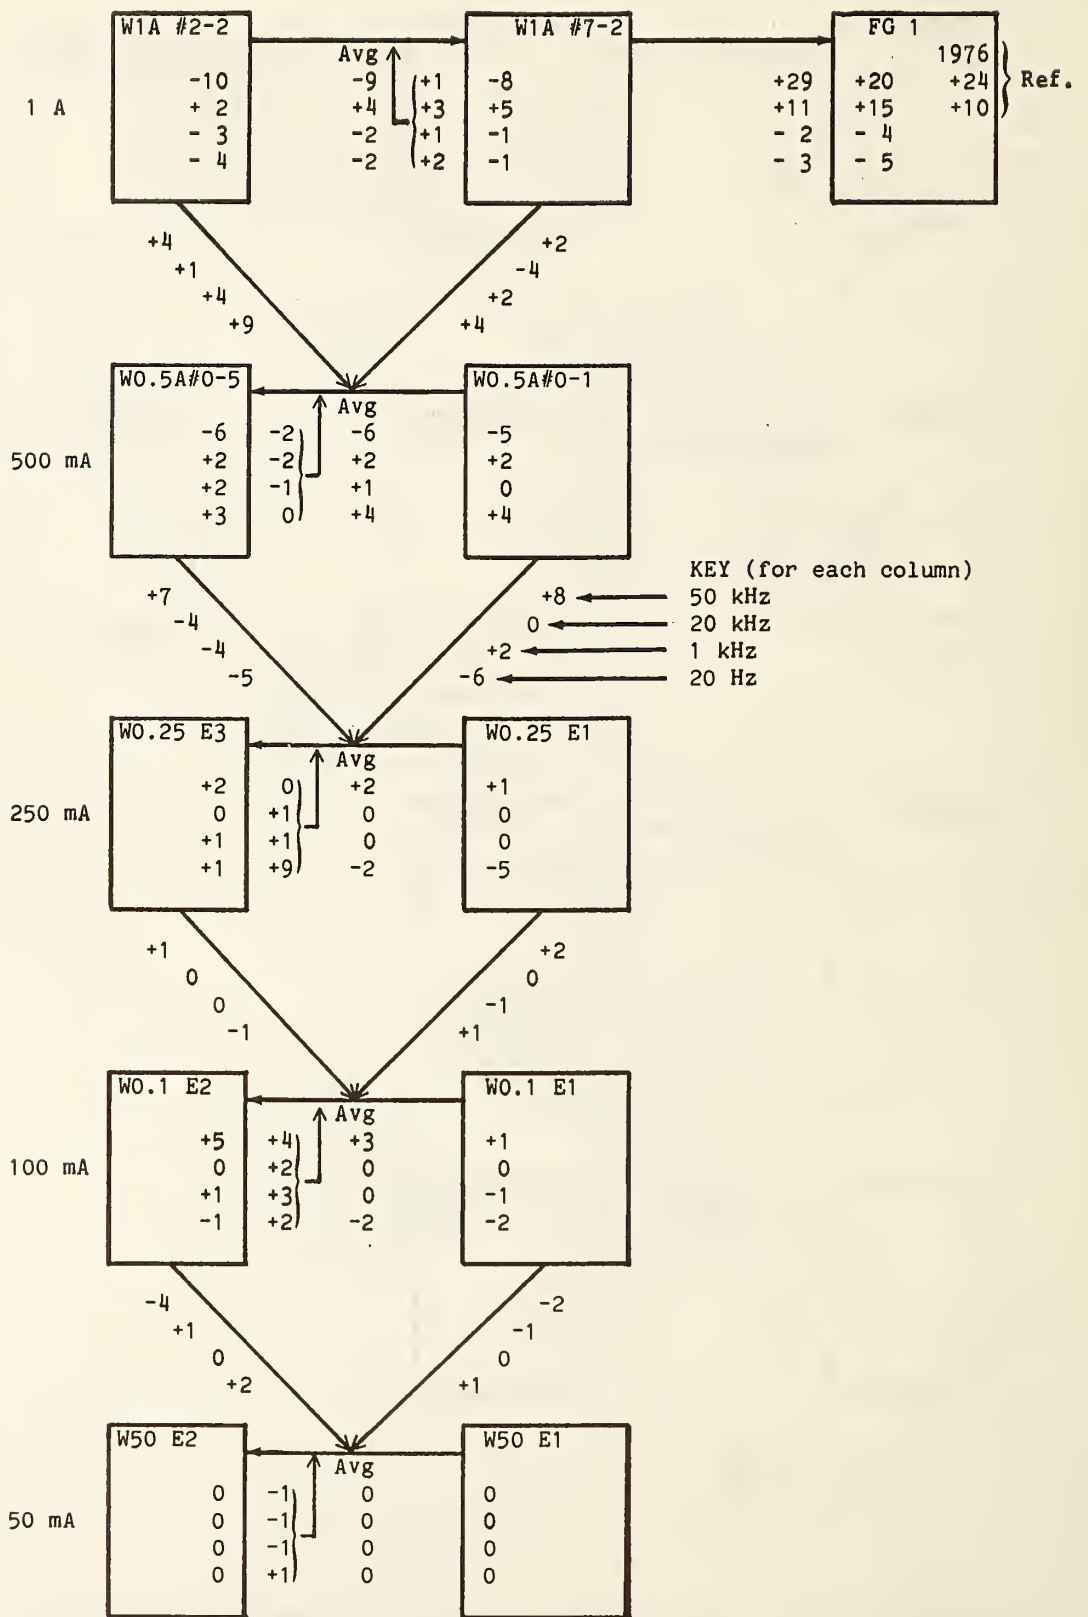 W1A #2-2 W1A #7-2 FG 1
Avg 1976
-10 -9 +1 -8 +29 +20 +24 Ref.
1 A + 2 +4 +3 +5 +11 +15 +10
- 3 -2 +1 -1 - 2 - 4
- 4 -2 +2 -1 - 3 - 5
+4 +2
+1 -4
+4 +2
+9 +4
W0.5A#0-5 W0.5A#0-1
Avg
-6 -2 -6 -5
500 mA +2 -2 +2 +2
+2 -1 +1 0
+3 0 +4 +4
KEY (for each column)
+7 +8 50 kHz
-4 0 20 kHz
-4 +2 1 kHz
-5 -6 20 Hz
W0.25 E3 W0.25 E1
Avg
+2 0 +2 +1
250 mA 0 +1 0 0
+1 +1 0 0
+1 +9 -2 -5
+1 +2
0 0
0 -1
-1 +1
W0.1 E2 W0.1 E1
Avg
+5 +4 +3 +1
100 mA 0 +2 0 0
+1 +3 0 -1
-1 +2 -2 -2
-4 -2
+1 -1
0 0
+2 +1
W50 E2 W50 E1
Avg
0 -1 0 0
50 mA 0 -1 0 0
0 -1 0 0
0 +1 0 0